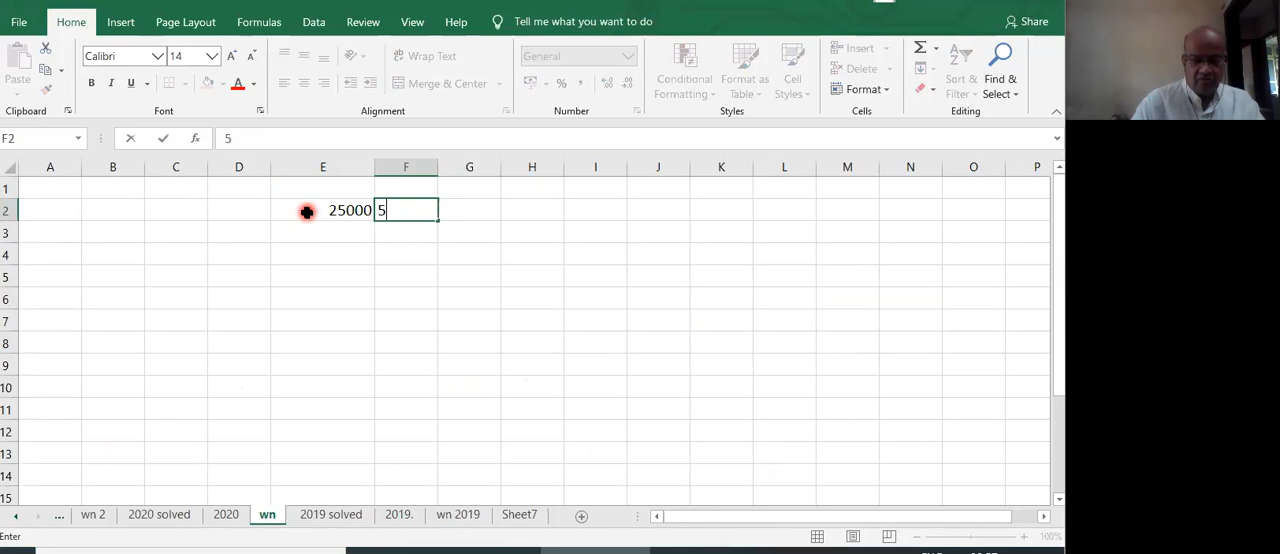 File Home Insert Page Layout Formulas Data Review View Help Tell me what you want to do Share
Calibri 14 A A Wrap Text General Insert Σ
Paste B I U A Merge & Center % , Conditional Formatting Format as Table Cell Styles Delete Format Sort & Filter Find & Select
Clipboard Font Alignment Number Styles Cells Editing
F2 fx 5
A B C D E F G H I J K L M N O P
1
2 25000 5
3
4
5
6
7
8
9
10
11
12
13
14
15
... wn 2 2020 solved 2020 wn 2019 solved 2019. wn 2019 Sheet7
Enter 100%